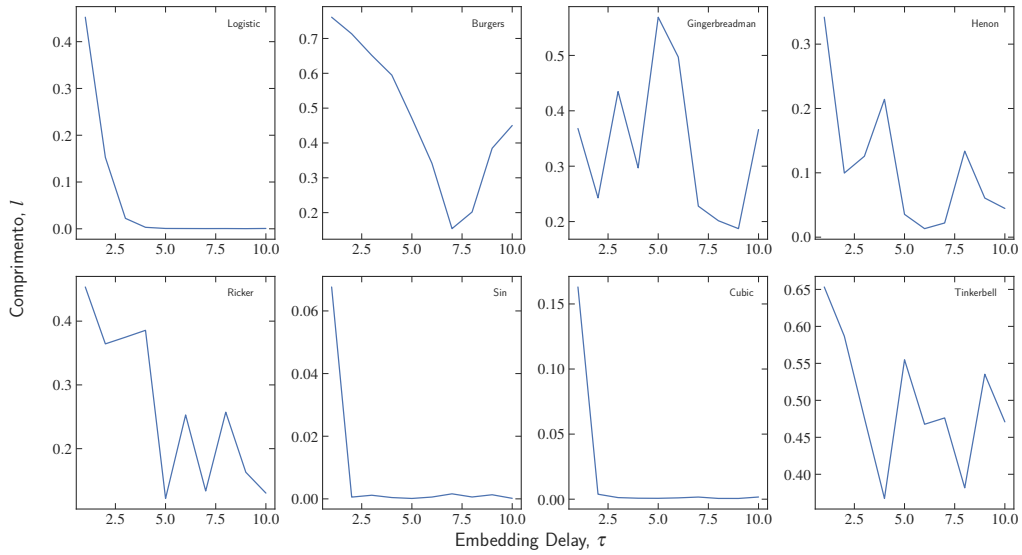 Logistic
0.4
0.3
0.2
0.1
0.0
2.5 5.0 7.5 10.0
Burgers
0.7
0.6
0.5
0.4
0.3
0.2
2.5 5.0 7.5 10.0
Gingerbreadman
0.5
0.4
0.3
0.2
2.5 5.0 7.5 10.0
Henon
0.3
0.2
0.1
0.0
2.5 5.0 7.5 10.0
Comprimento, l
Ricker
0.4
0.3
0.2
2.5 5.0 7.5 10.0
Sin
0.06
0.04
0.02
0.00
2.5 5.0 7.5 10.0
Cubic
0.15
0.10
0.05
0.00
2.5 5.0 7.5 10.0
Tinkerbell
0.65
0.60
0.55
0.50
0.45
0.40
2.5 5.0 7.5 10.0
Embedding Delay, τ